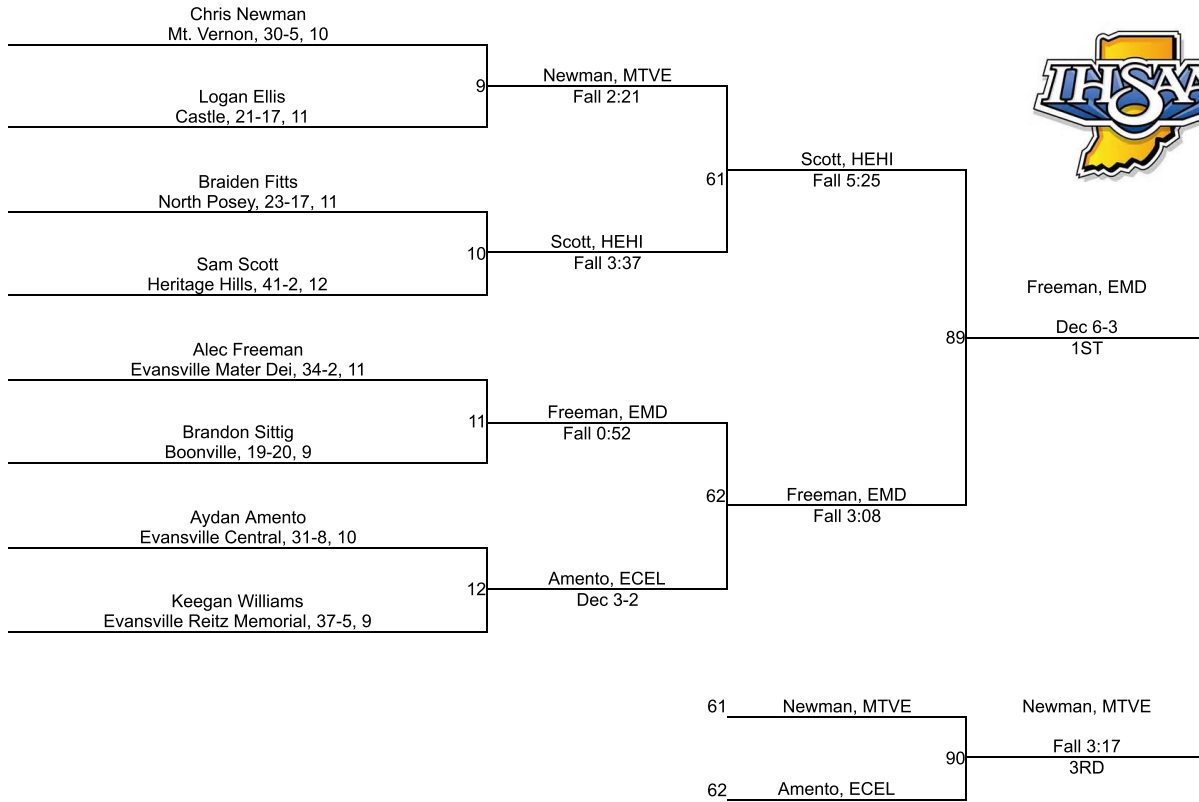 Chris Newman
Mt. Vernon, 30-5, 10
9
Logan Ellis
Castle, 21-17, 11
Newman, MTVE
Fall 2:21
61
Braiden Fitts
North Posey, 23-17, 11
10
Sam Scott
Heritage Hills, 41-2, 12
Scott, HEHI
Fall 3:37
Scott, HEHI
Fall 5:25
89
Alec Freeman
Evansville Mater Dei, 34-2, 11
11
Brandon Sittig
Boonville, 19-20, 9
Freeman, EMD
Fall 0:52
62
Aydan Amento
Evansville Central, 31-8, 10
12
Keegan Williams
Evansville Reitz Memorial, 37-5, 9
Amento, ECEL
Dec 3-2
Freeman, EMD
Fall 3:08
Freeman, EMD
Dec 6-3
1ST
61
Newman, MTVE
90
62
Amento, ECEL
Newman, MTVE
Fall 3:17
3RD
IHSAA